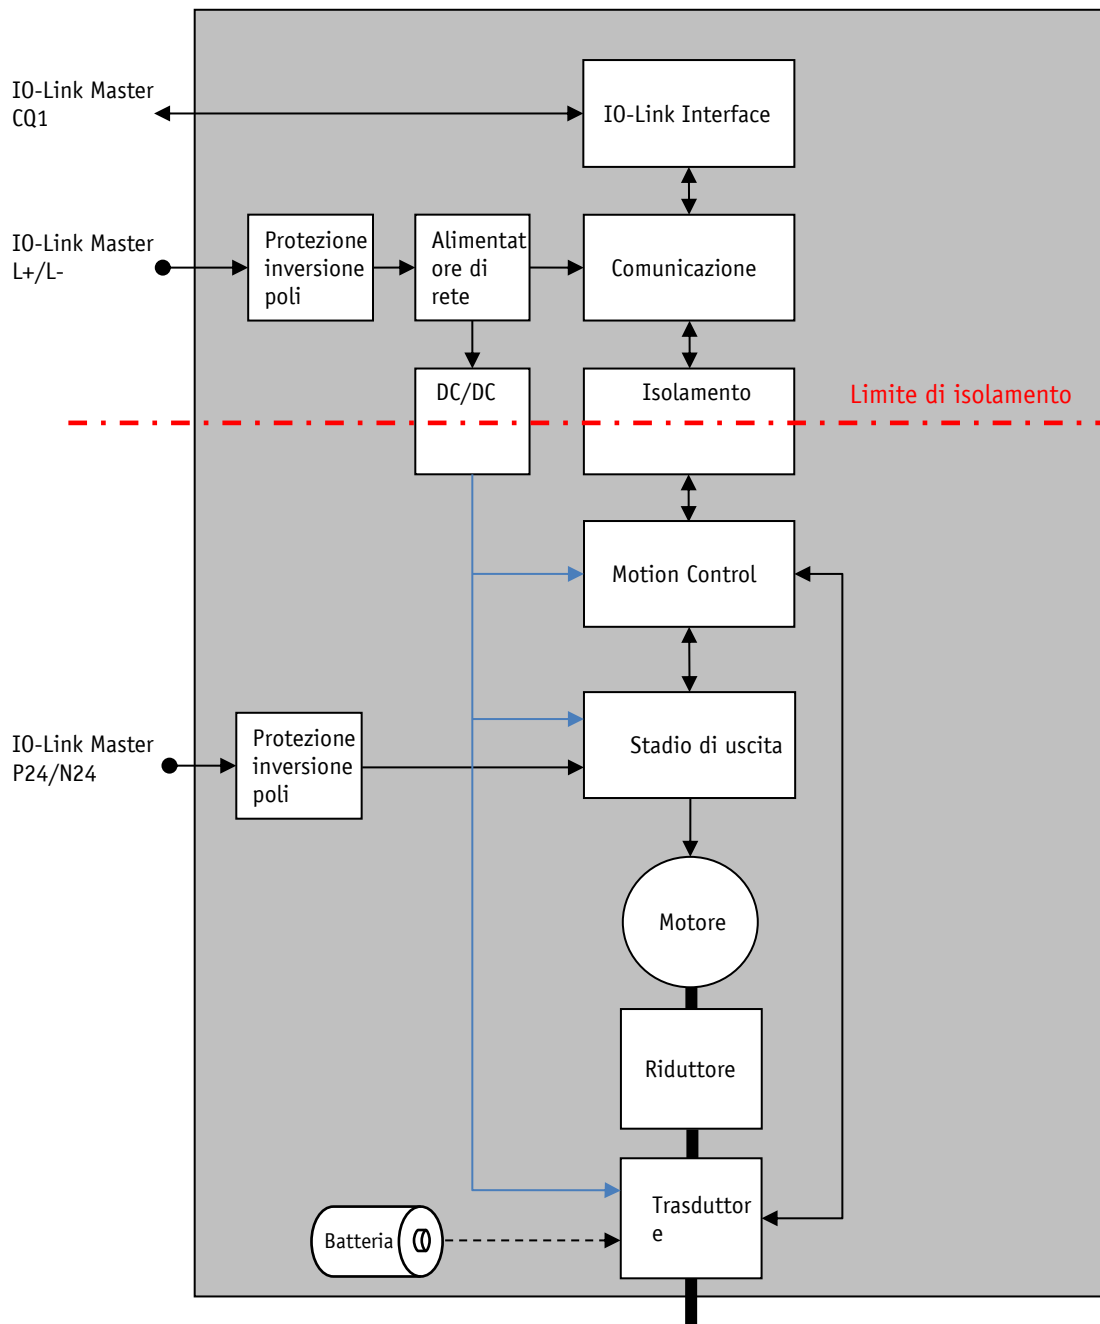 IO-Link Master
CQ1
IO-Link Interface
IO-Link Master
L+/L-
Protezione
inversione
poli
Alimentat
ore di
rete
Comunicazione
DC/DC
Isolamento
Limite di isolamento
Motion Control
IO-Link Master
P24/N24
Protezione
inversione
poli
Stadio di uscita
Motore
Riduttore
Trasduttor
e
Batteria